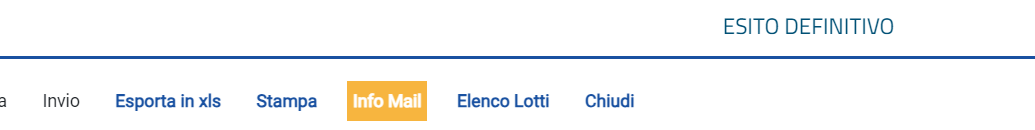 ESITO DEFINITIVO
a Invio Esporta in xls Stampa Info Mail Elenco Lotti Chiudi